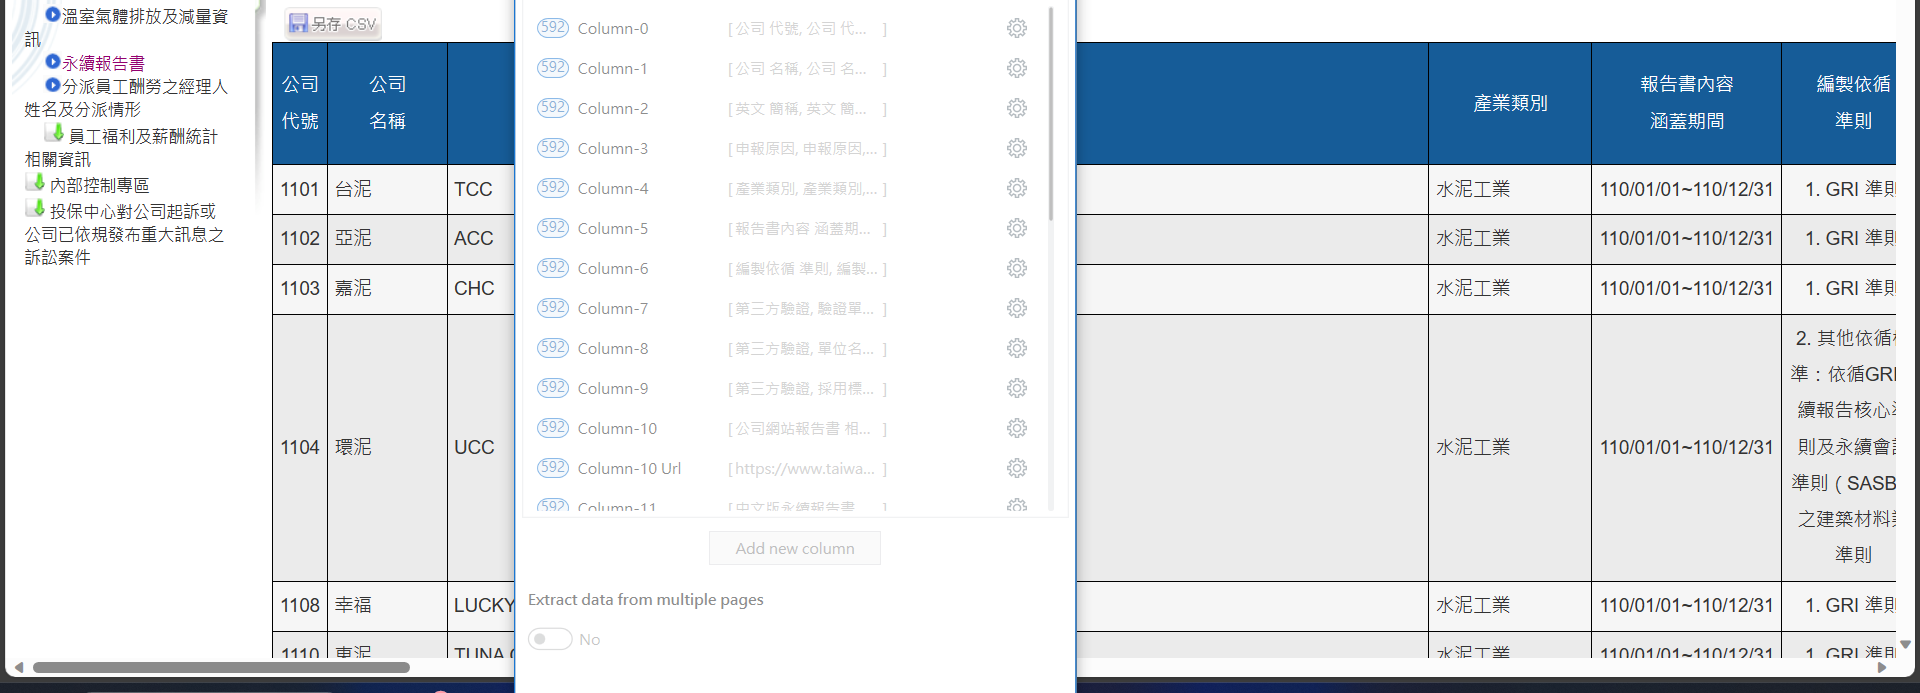 溫室氣體排放及減量資
訊
永續報告書
分派員工酬勞之經理人
姓名及分派情形
員工福利及薪酬統計
相關資訊
內部控制專區
投保中心對公司起訴或
公司已依規發布重大訊息之
訴訟案件
另存 CSV
公司
代號
公司
名稱
產業類別
報告書內容
涵蓋期間
編製依循
準則
1101 台泥 TCC 水泥工業 110/01/01~110/12/31 1. GRI 準則
1102 亞泥 ACC 水泥工業 110/01/01~110/12/31 1. GRI 準則
1103 嘉泥 CHC 水泥工業 110/01/01~110/12/31 1. GRI 準則
1104 環泥 UCC 水泥工業 110/01/01~110/12/31
2. 其他依循
準：依循GRI
續報告核心
則及永續會
準則（SASB
之建築材料
準則
1108 幸福 LUCKY 水泥工業 110/01/01~110/12/31 1. GRI 準則
1110 東泥 TUNA 水泥工業 110/01/01~110/12/31 1. GRI 準則
592 Column-0 [公司 代號, 公司 代... ]
592 Column-1 [公司 名稱, 公司 名... ]
592 Column-2 [英文 簡稱, 英文 簡... ]
592 Column-3 [申報原因, 申報原因,... ]
592 Column-4 [產業類別, 產業類別,... ]
592 Column-5 [報告書內容 涵蓋期... ]
592 Column-6 [編製依循 準則, 編製... ]
592 Column-7 [第三方驗證, 驗證單... ]
592 Column-8 [第三方驗證, 單位名... ]
592 Column-9 [第三方驗證, 採用標... ]
592 Column-10 [公司網站報告書 相... ]
592 Column-10 Url [https://www.taiwa... ]
592 Column-11 [中文版永續報告書 ]
Add new column
Extract data from multiple pages
No